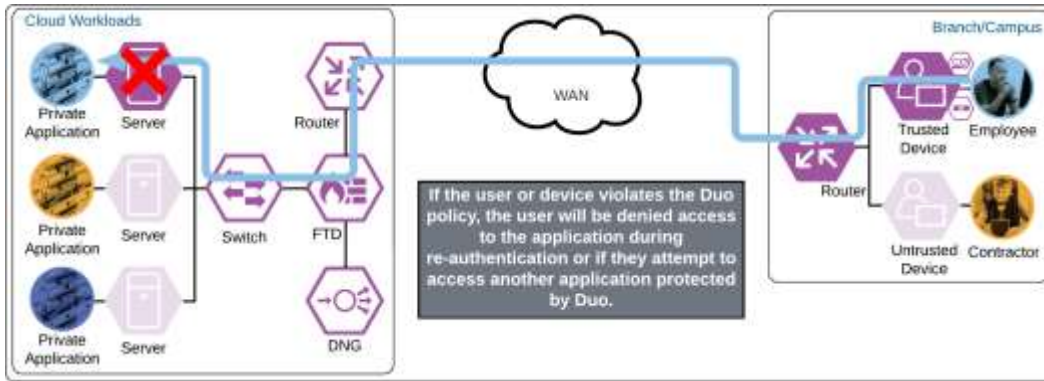 Cloud Workloads
Private
Application
Server
Router
WAN
Branch/Campus
Trusted
Device
Employee
Router
Private
Application
Server
Switch
FTD
If the user or device violates the Duo
policy, the user will be denied access
to the application during
re-authentication or if they attempt to
access another application protected
by Duo.
Untrusted
Device
Contractor
Private
Application
Server
DNG